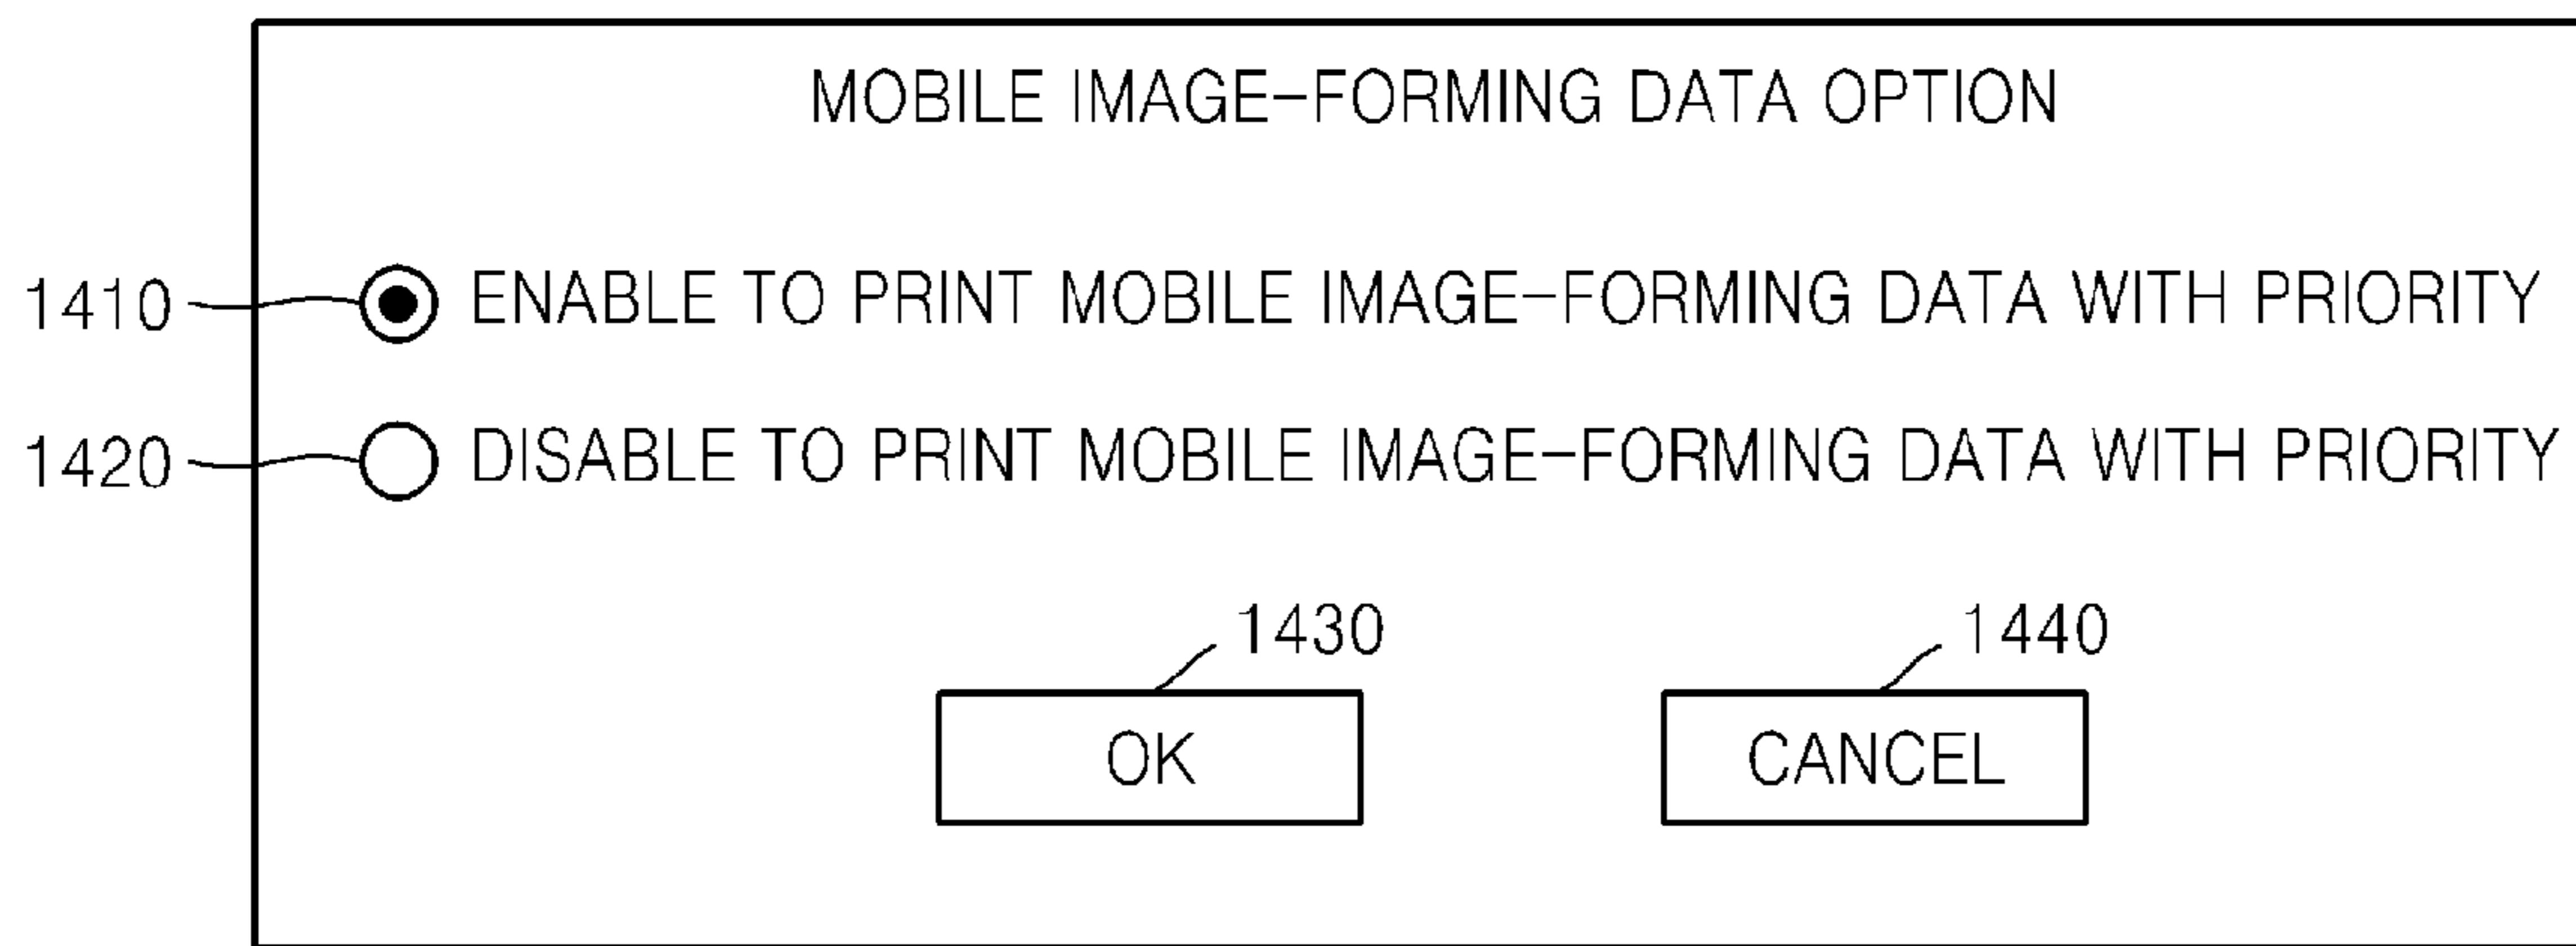 MOBILE IMAGE-FORMING DATA OPTION
1410 ENABLE TO PRINT MOBILE IMAGE-FORMING DATA WITH PRIORITY
1420 DISABLE TO PRINT MOBILE IMAGE-FORMING DATA WITH PRIORITY
1430 1440
OK CANCEL